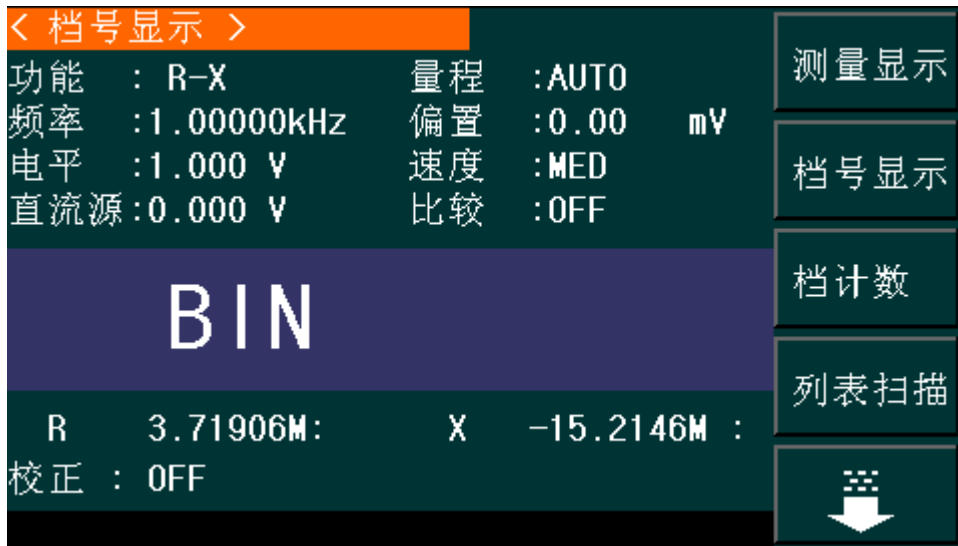 < 档号显示 >
功能 : R-X 量程 :AUTO
频率 :1.00000kHz 偏置 :0.00 mV
电平 :1.000 V 速度 :MED
直流源:0.000 V 比较 :OFF
BIN
R 3.71906M: X -15.2146M :
校正 : OFF
测量显示
档号显示
档计数
列表扫描